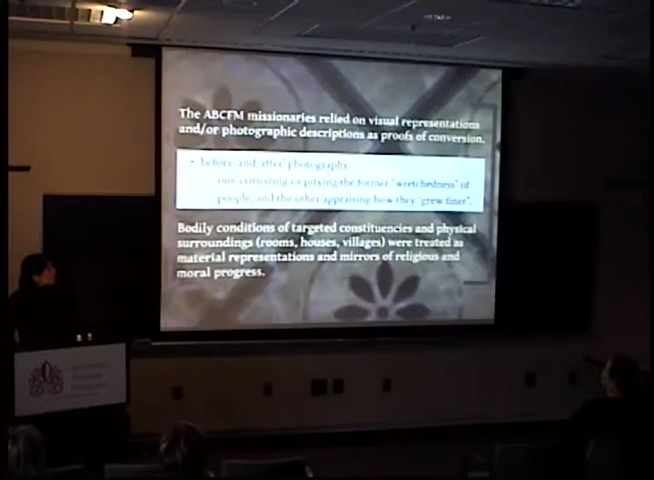 The ABCFM missionaries relied on visual representations
and/or photographic descriptions as proofs of conversion.
• "before-and-after" photographs
one criticizing or pitying the former "wretchedness" of
people, and the other appraising how they "grew finer".
Bodily conditions of targeted constituencies and physical
surroundings (rooms, houses, villages) were treated as
material representations and mirrors of religious and
moral progress.